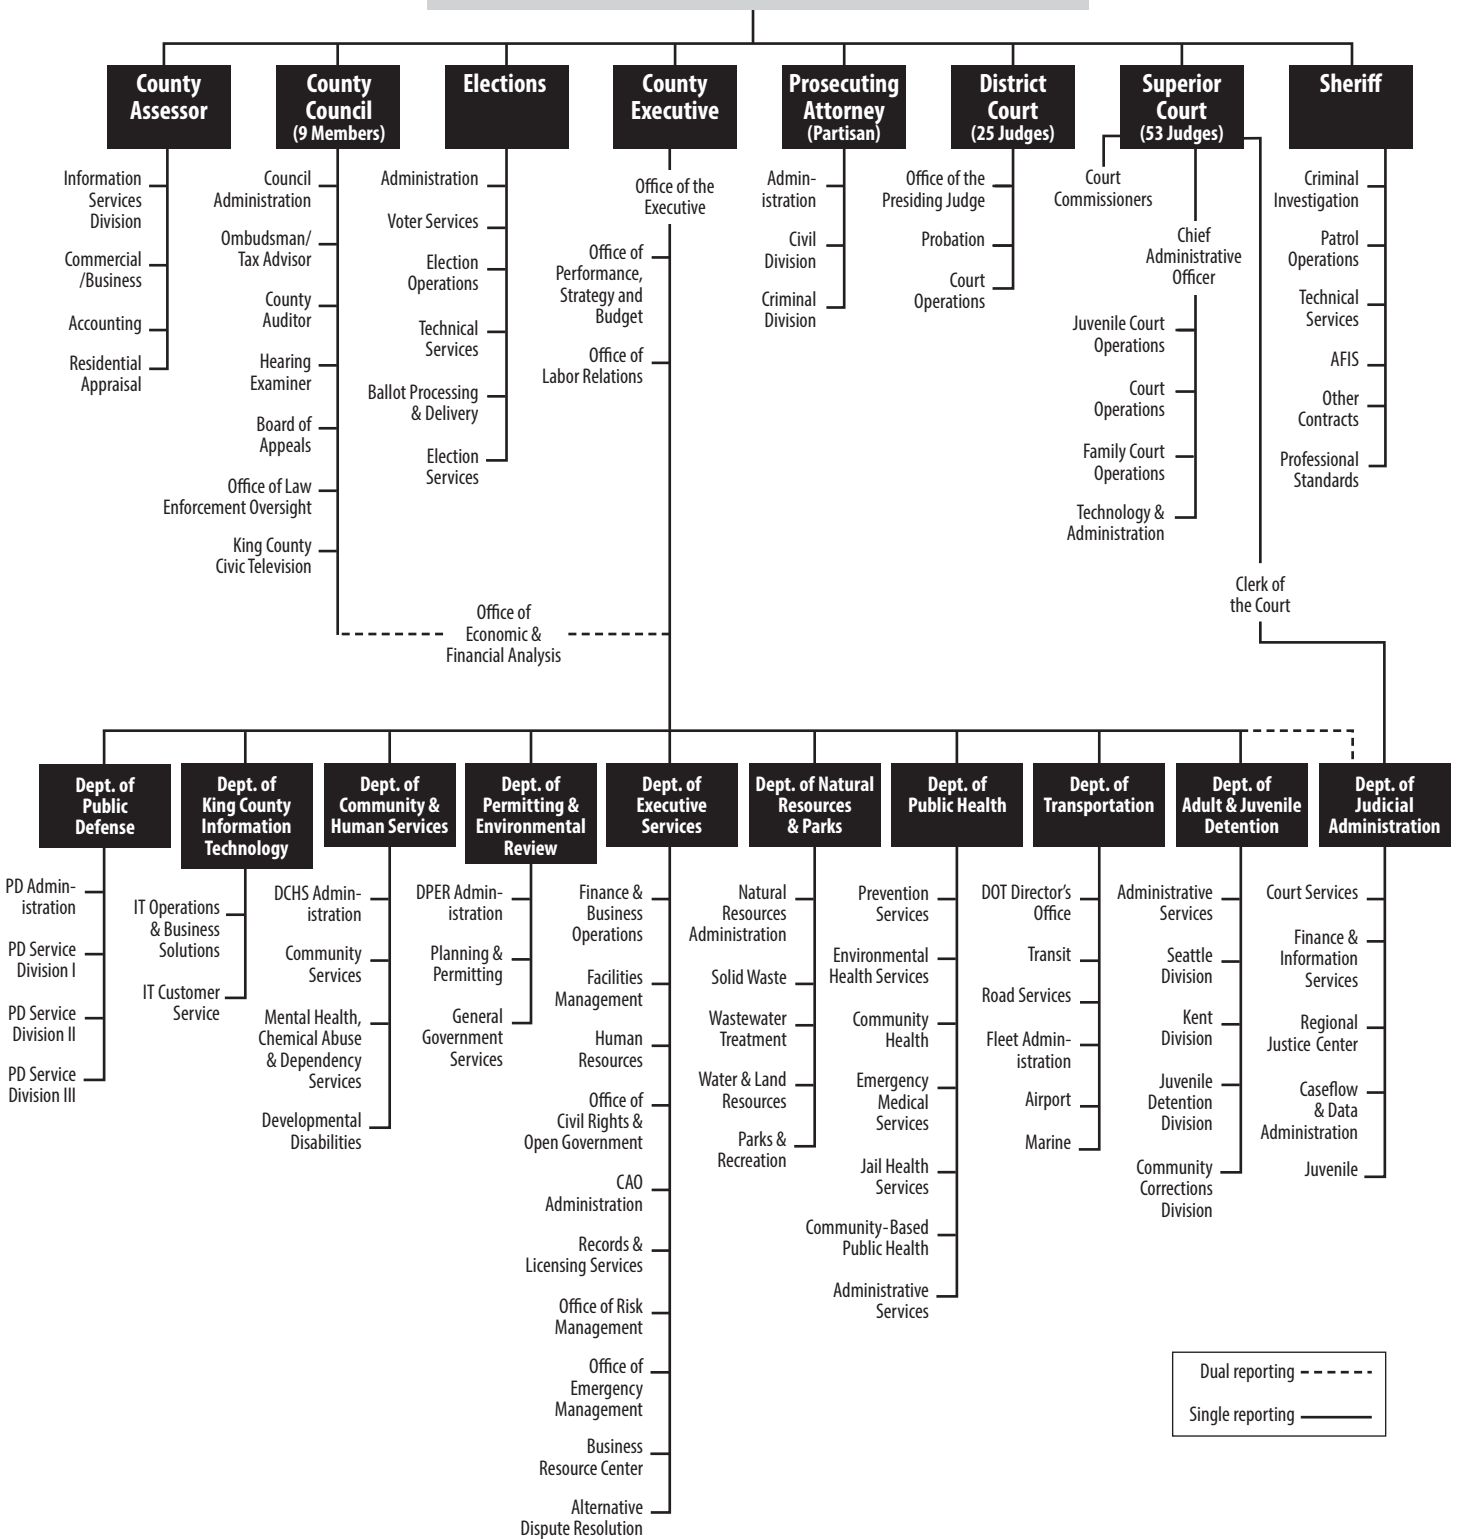 County
Assessor
County
Council
(9 Members)
Elections
County
Executive
Prosecuting
Attorney
(Partisan)
District
Court
(25 Judges)
Superior
Court
(53 Judges)
Sheriff
Information
Services
Division
Commercial
/Business
Accounting
Residential
Appraisal
Council
Administration
Ombudsman/
Tax Advisor
County
Auditor
Hearing
Examiner
Board of
Appeals
Office of Law
Enforcement Oversight
King County
Civic Television
Administration
Voter Services
Election
Operations
Technical
Services
Ballot Processing
& Delivery
Election
Services
Office of the
Executive
Office of
Performance,
Strategy and
Budget
Office of
Labor Relations
Office of
Economic &
Financial Analysis
Admin-
istration
Civil
Division
Criminal
Division
Office of the
Presiding Judge
Probation
Court
Operations
Court
Commissioners
Chief
Administrative
Officer
Juvenile Court
Operations
Court
Operations
Family Court
Operations
Technology &
Administration
Clerk of
the Court
Criminal
Investigation
Patrol
Operations
Technical
Services
AFIS
Other
Contracts
Professional
Standards
Dept. of
Public
Defense
Dept. of
King County
Information
Technology
Dept. of
Community &
Human Services
Dept. of
Permitting &
Environmental
Review
Dept. of
Executive
Services
Dept. of Natural
Resources
& Parks
Dept. of
Public Health
Dept. of
Transportation
Dept. of
Adult & Juvenile
Detention
Dept. of
Judicial
Administration
PD Admin-
istration
PD Service
Division I
PD Service
Division II
PD Service
Division III
IT Operations
& Business
Solutions
IT Customer
Service
DCHS Admin-
istration
Community
Services
Mental Health,
Chemical Abuse
& Dependency
Services
Developmental
Disabilities
DPER Admin-
istration
Planning &
Permitting
General
Government
Services
Finance &
Business
Operations
Facilities
Management
Human
Resources
Office of
Civil Rights &
Open Government
CAO
Administration
Records &
Licensing Services
Office of Risk
Management
Office of
Emergency
Management
Business
Resource Center
Alternative
Dispute Resolution
Natural
Resources
Administration
Solid Waste
Wastewater
Treatment
Water & Land
Resources
Parks &
Recreation
Prevention
Services
Environmental
Health Services
Community
Health
Emergency
Medical
Services
Jail Health
Services
Community-Based
Public Health
Administrative
Services
DOT Director's
Office
Transit
Road Services
Fleet Admin-
istration
Airport
Marine
Administrative
Services
Seattle
Division
Kent
Division
Juvenile
Detention
Division
Community
Corrections
Division
Court Services
Finance &
Information
Services
Regional
Justice Center
Caseflow
& Data
Administration
Juvenile
Dual reporting
Single reporting